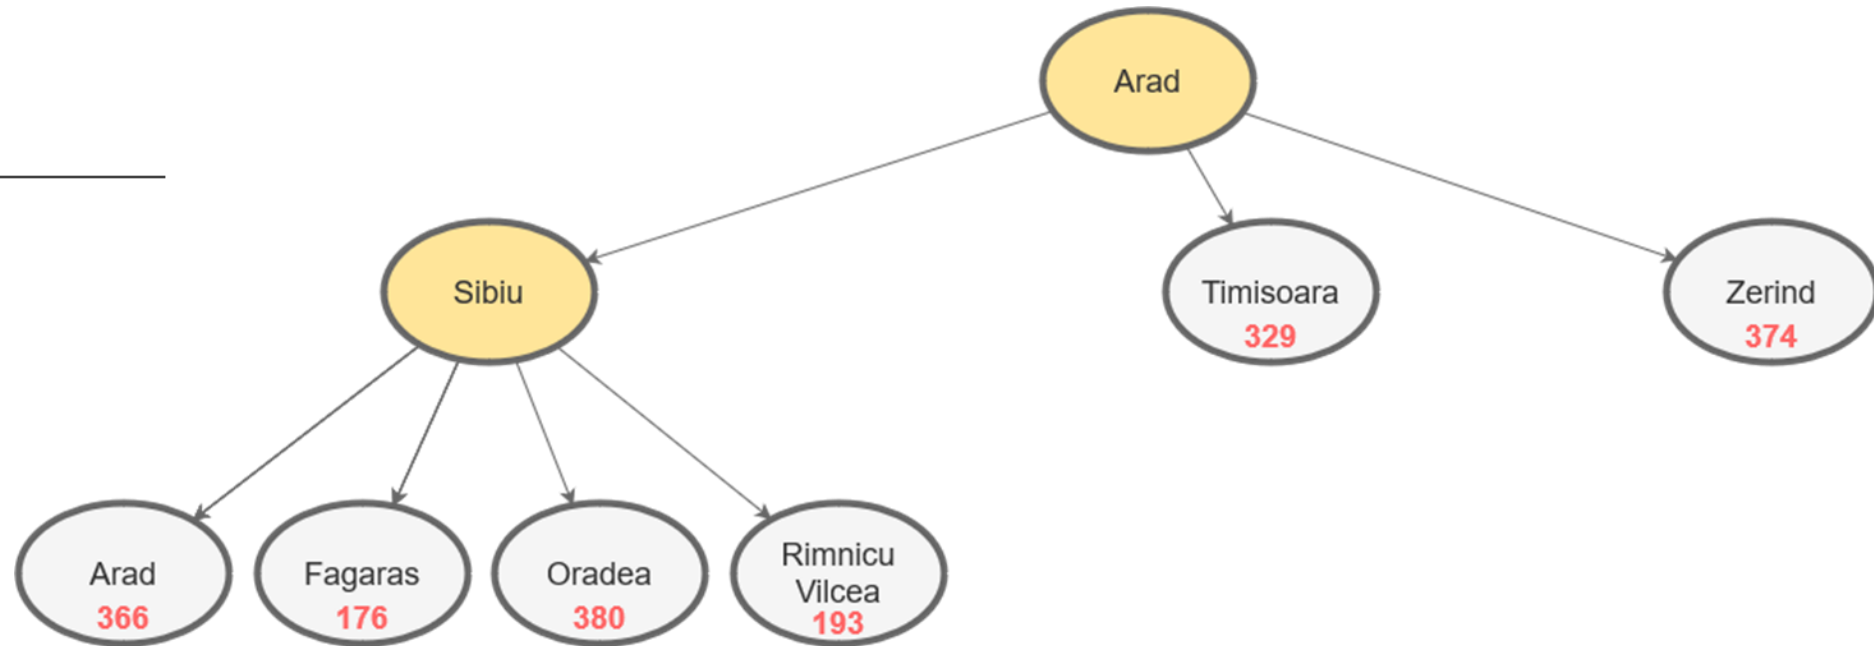 Arad
Sibiu
Timisoara
329
Zerind
374
Arad
366
Fagaras
176
Oradea
380
Rimnicu
Vilcea
193